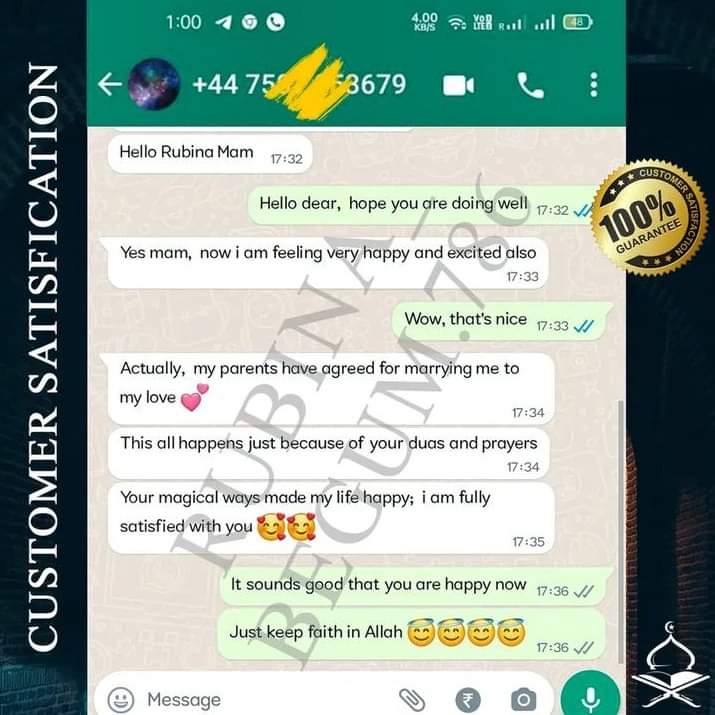 CUSTOMER SATISFICATION
1:00
4.00
KB/S
48
+44 75 3679
Hello Rubina Mam 17:32
Hello dear, hope you are doing well 17:32
CUSTOMER SATISFACTION
100%
GUARANTEE
Yes mam, now i am feeling very happy and excited also
17:33
Wow, that's nice 17:33
Actually, my parents have agreed for marrying me to
my love 💕
17:34
This all happens just because of your duas and prayers
17:34
Your magical ways made my life happy; i am fully
satisfied with you 🥰🥰
17:35
It sounds good that you are happy now 17:36
Just keep faith in Allah 😇😇😇😇
17:36
Message
RUBINA_
BEGUM.786